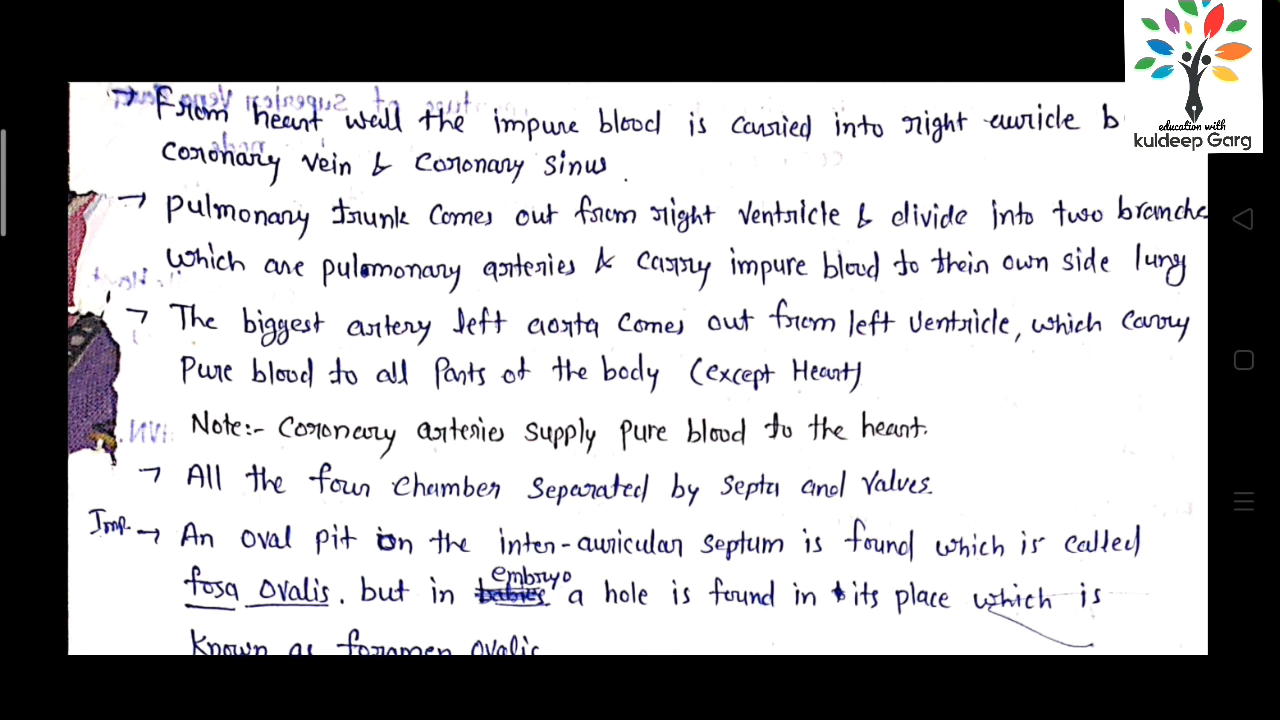 education with
kuldeep Garg
→ From heart wall the impure blood is carried into right auricle b
coronary vein & coronary sinus.
→ Pulmonary trunk comes out from right ventricle & divide into two branche
which are pulmonary arteries & carry impure blood to thein own side lung
→ The biggest artery left aorta comes out from left ventricle, which carry
Pure blood to all Parts of the body (except Heart)
Note:- Coronary arteries supply pure blood to the heart.
→ All the four chamber separated by septa and valves.
Imp. → An oval pit on the inter-auricular septum is found which is called
fosa ovalis. but in embryo a hole is found in its place which is
known as foramen ovalis